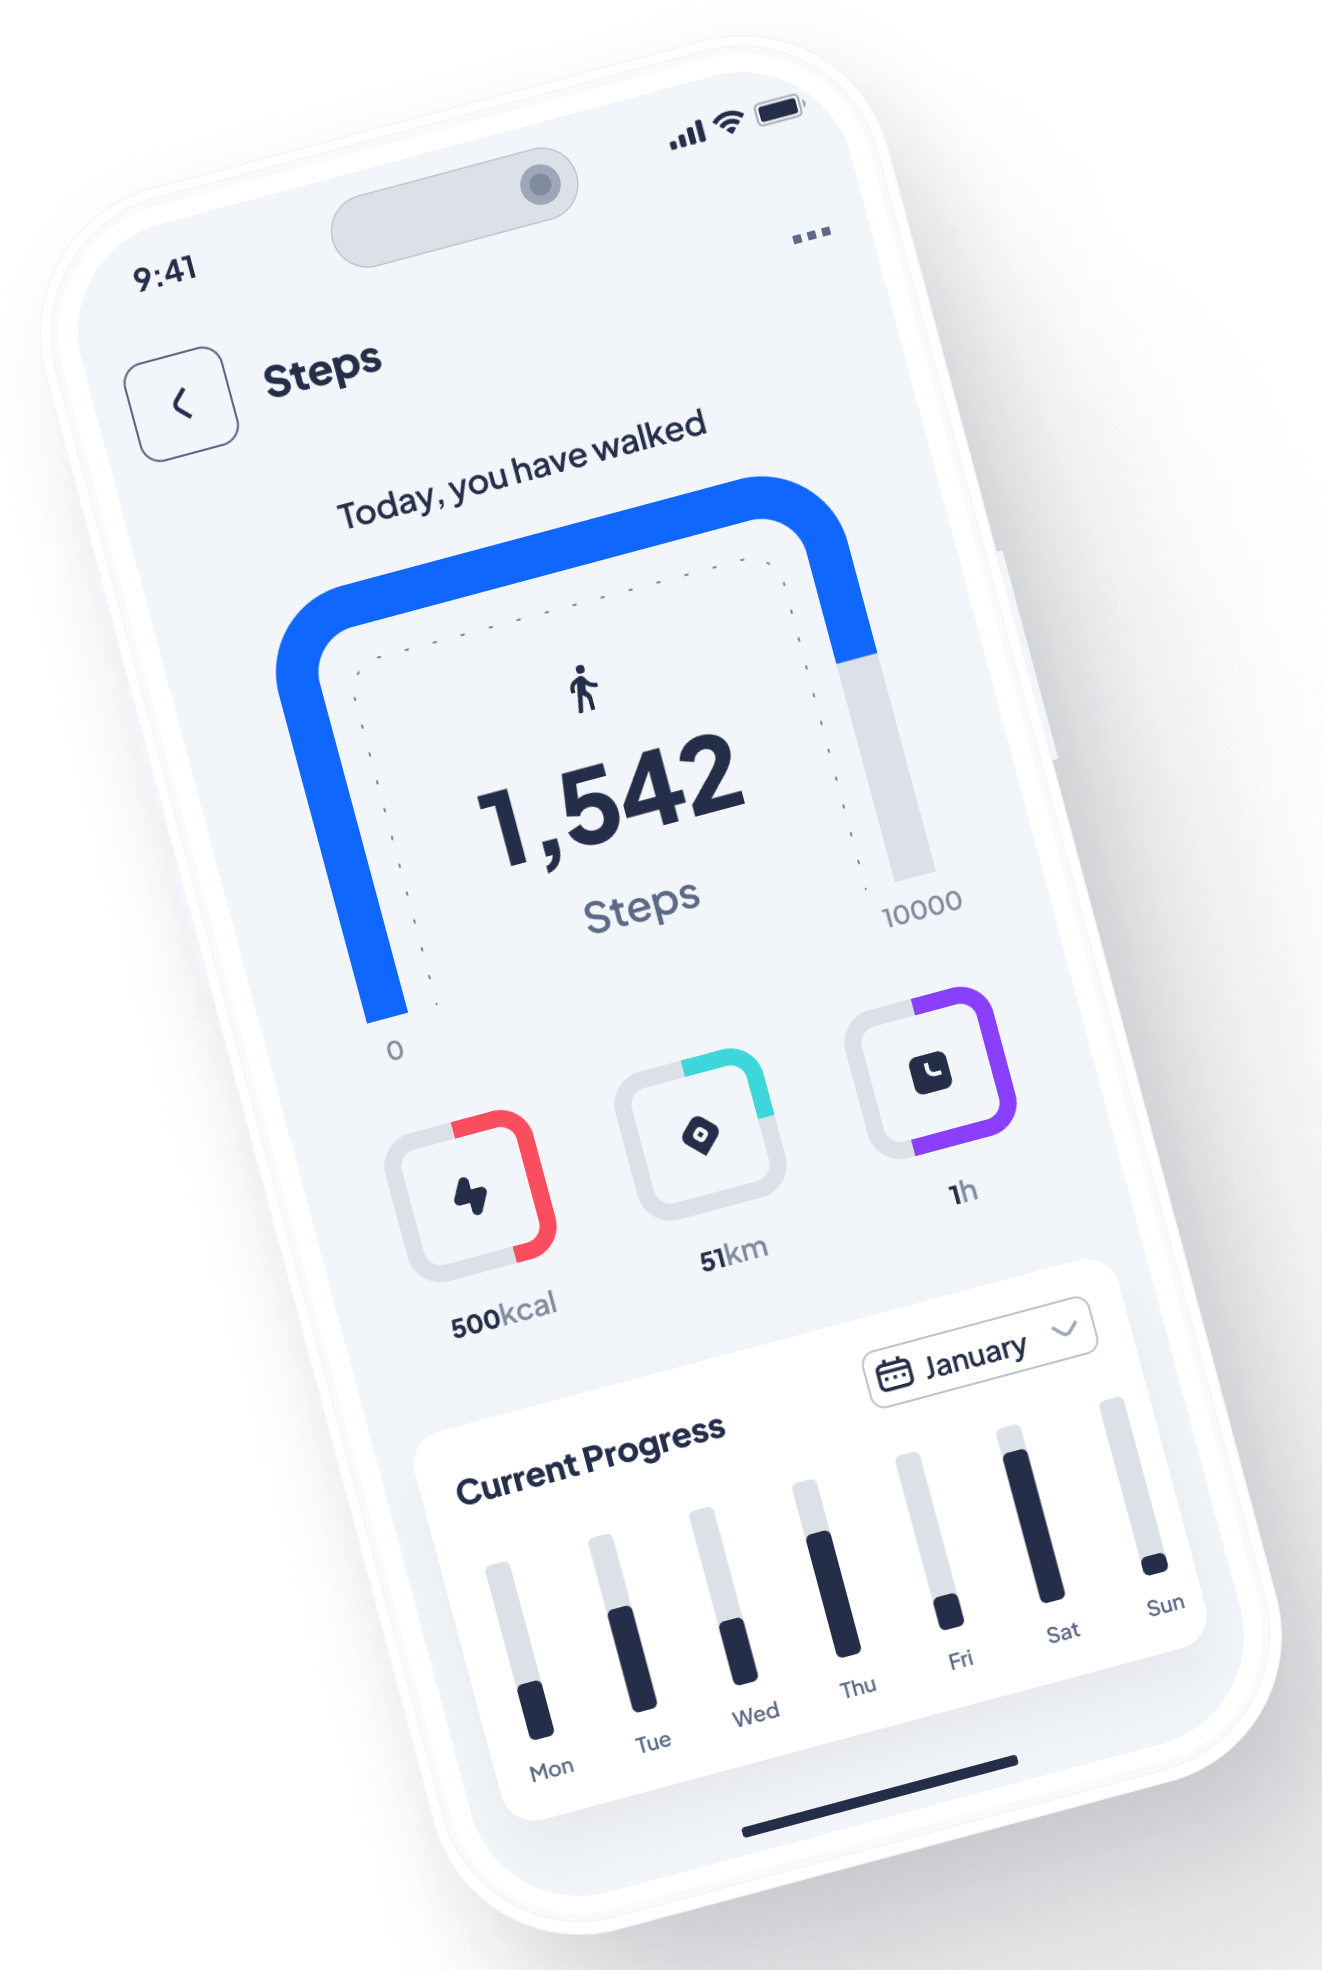 9:41
Steps
Today, you have walked
1,542
Steps
0
10000
500kcal
51km
1h
Current Progress
January
Mon
Tue
Wed
Thu
Fri
Sat
Sun